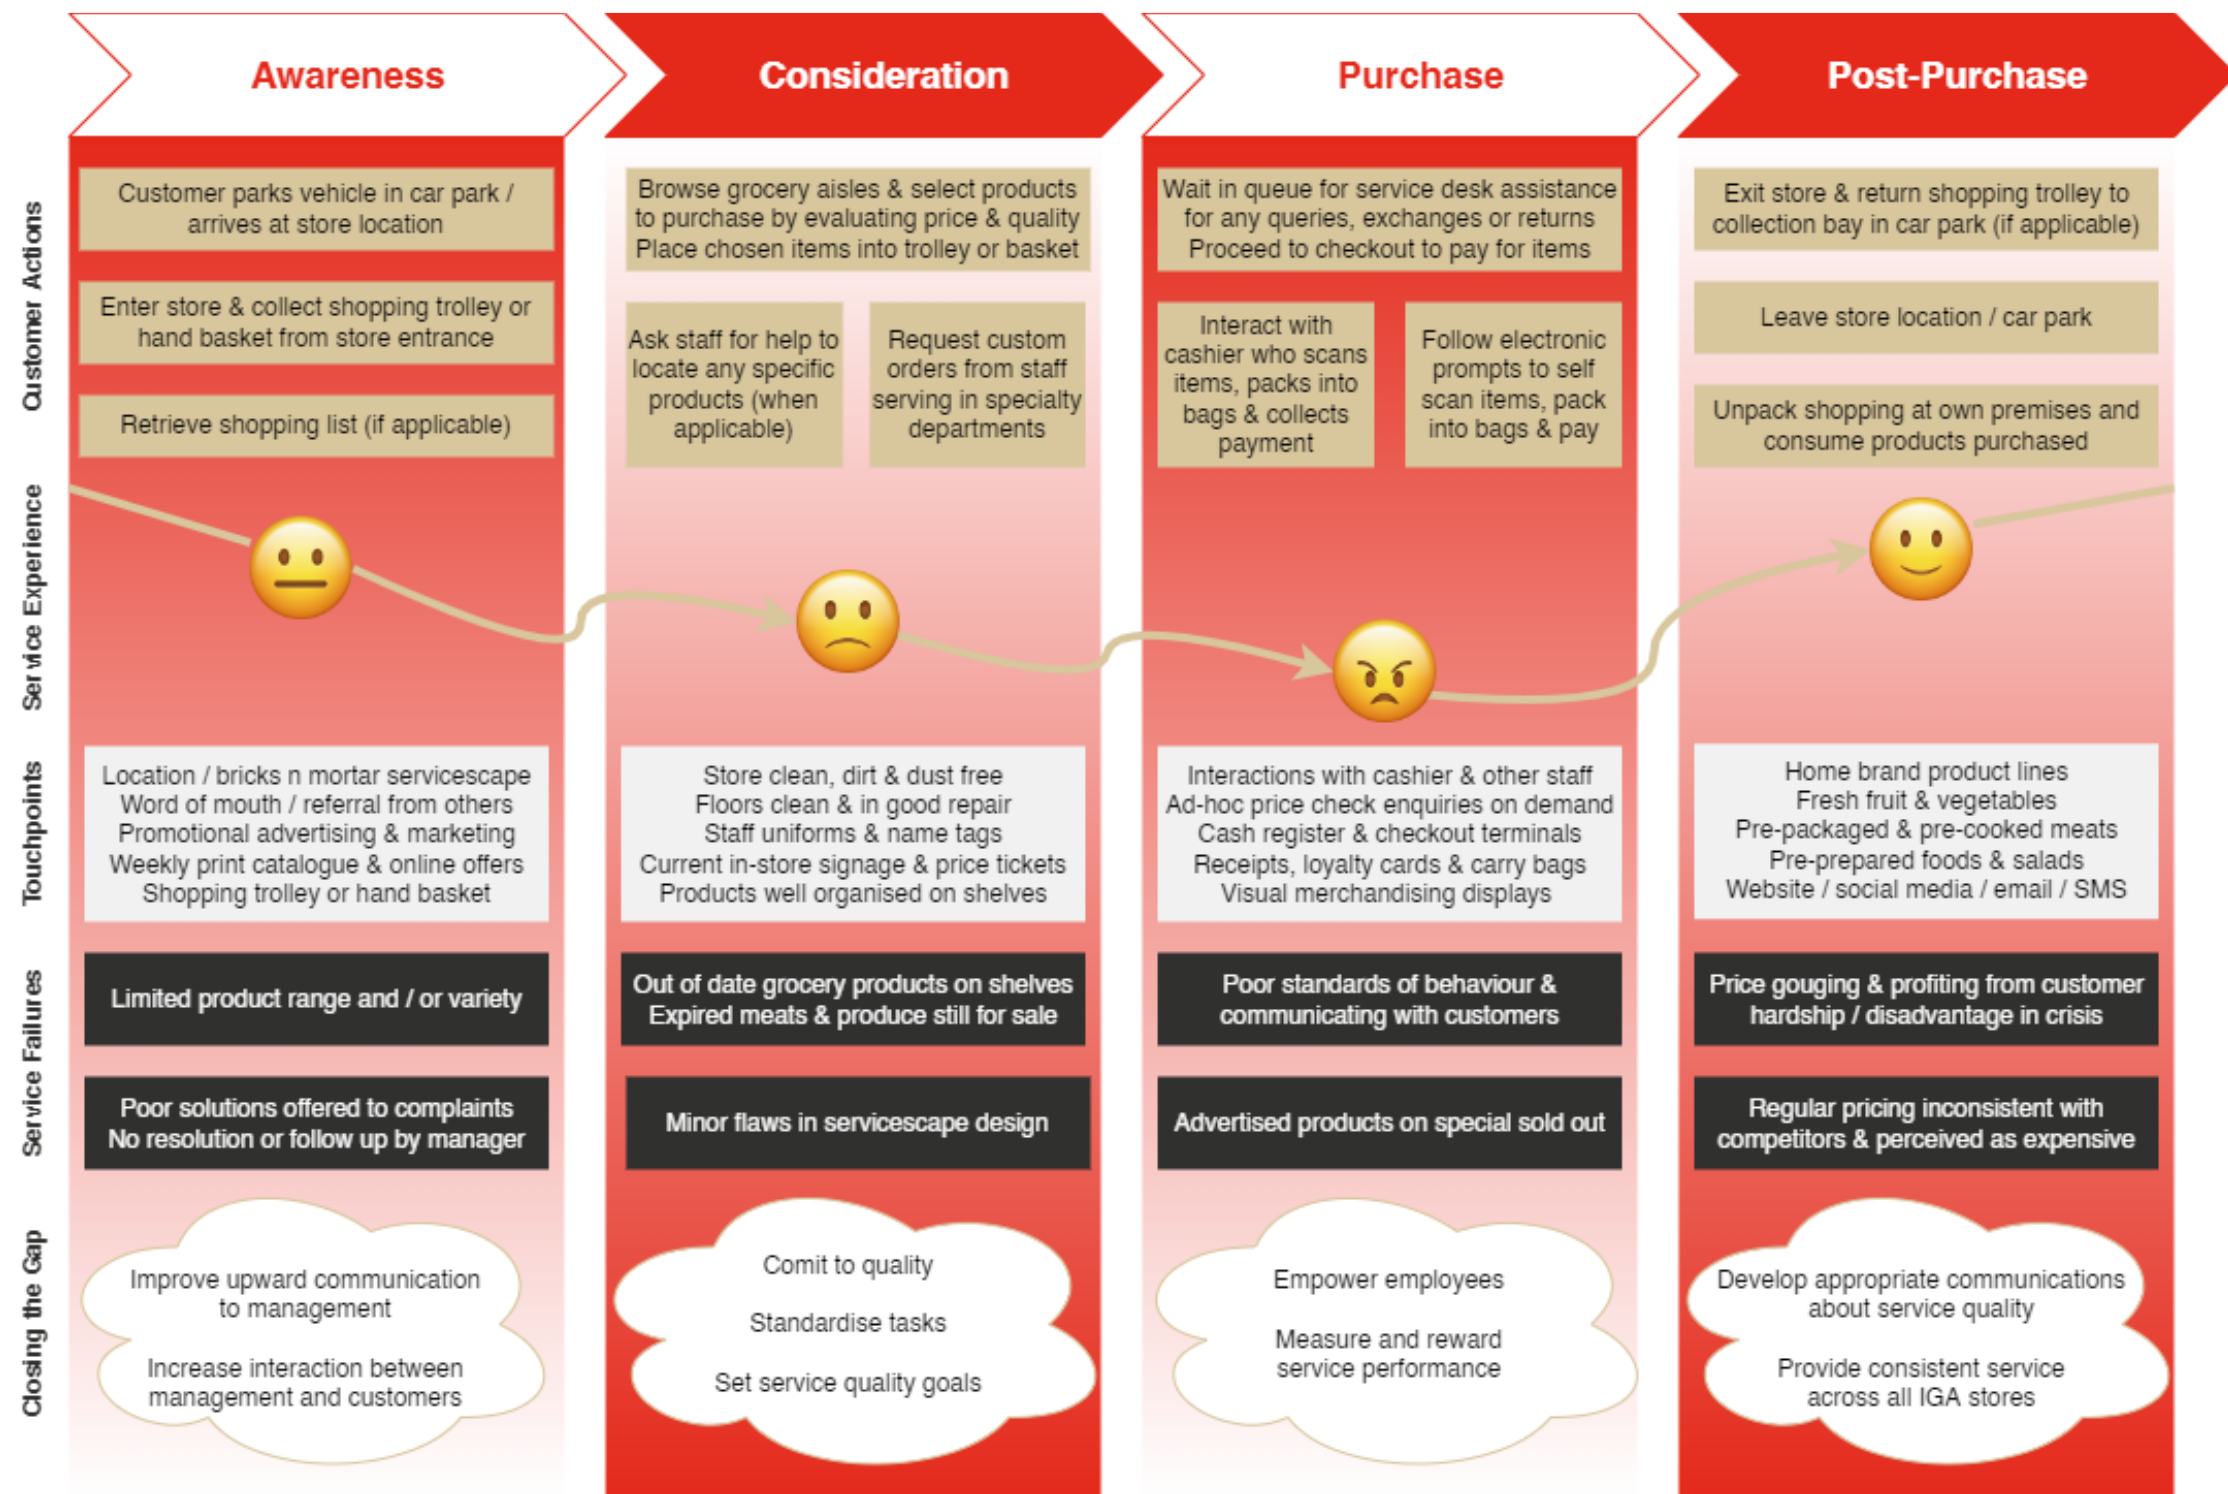 Awareness
Consideration
Purchase
Post-Purchase
Customer Actions
Customer parks vehicle in car park /
arrives at store location
Enter store & collect shopping trolley or
hand basket from store entrance
Retrieve shopping list (if applicable)
Browse grocery aisles & select products
to purchase by evaluating price & quality
Place chosen items into trolley or basket
Ask staff for help to
locate any specific
products (when
applicable)
Request custom
orders from staff
serving in specialty
departments
Wait in queue for service desk assistance
for any queries, exchanges or returns
Proceed to checkout to pay for items
Interact with
cashier who scans
items, packs into
bags & collects
payment
Follow electronic
prompts to self
scan items, pack
into bags & pay
Exit store & return shopping trolley to
collection bay in car park (if applicable)
Leave store location / car park
Unpack shopping at own premises and
consume products purchased
Service Experience
Touchpoints
Location / bricks n mortar servicescape
Word of mouth / referral from others
Promotional advertising & marketing
Weekly print catalogue & online offers
Shopping trolley or hand basket
Store clean, dirt & dust free
Floors clean & in good repair
Staff uniforms & name tags
Current in-store signage & price tickets
Products well organised on shelves
Interactions with cashier & other staff
Ad-hoc price check enquiries on demand
Cash register & checkout terminals
Receipts, loyalty cards & carry bags
Visual merchandising displays
Home brand product lines
Fresh fruit & vegetables
Pre-packaged & pre-cooked meats
Pre-prepared foods & salads
Website / social media / email / SMS
Service Failures
Limited product range and / or variety
Poor solutions offered to complaints
No resolution or follow up by manager
Out of date grocery products on shelves
Expired meats & produce still for sale
Minor flaws in servicescape design
Poor standards of behaviour &
communicating with customers
Advertised products on special sold out
Price gouging & profiting from customer
hardship / disadvantage in crisis
Regular pricing inconsistent with
competitors & perceived as expensive
Closing the Gap
Improve upward communication
to management
Increase interaction between
management and customers
Comit to quality
Standardise tasks
Set service quality goals
Empower employees
Measure and reward
service performance
Develop appropriate communications
about service quality
Provide consistent service
across all IGA stores